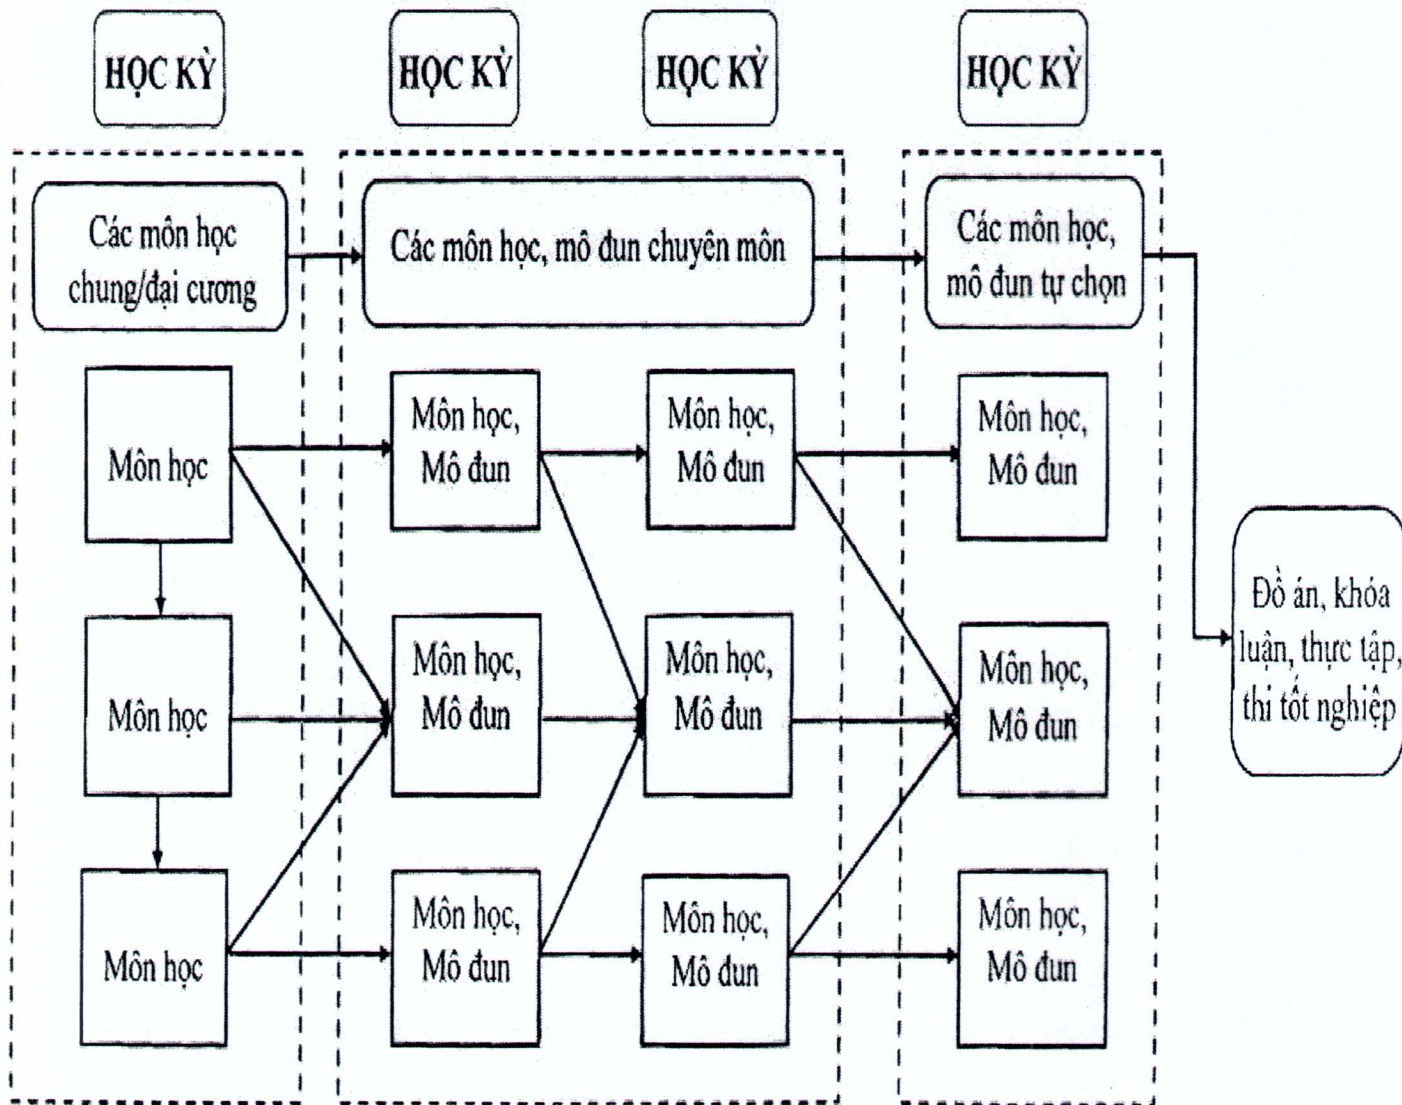 HỌC KỲ
HỌC KỲ
HỌC KỲ
HỌC KỲ
Các môn học
chung/đại cương
Các môn học, mô đun chuyên môn
Các môn học,
mô đun tự chọn
Môn học
Môn học,
Mô đun
Môn học,
Mô đun
Môn học,
Mô đun
Môn học
Môn học,
Mô đun
Môn học,
Mô đun
Môn học,
Mô đun
Môn học
Môn học,
Mô đun
Môn học,
Mô đun
Môn học,
Mô đun
Đồ án, khóa
luận, thực tập,
thi tốt nghiệp